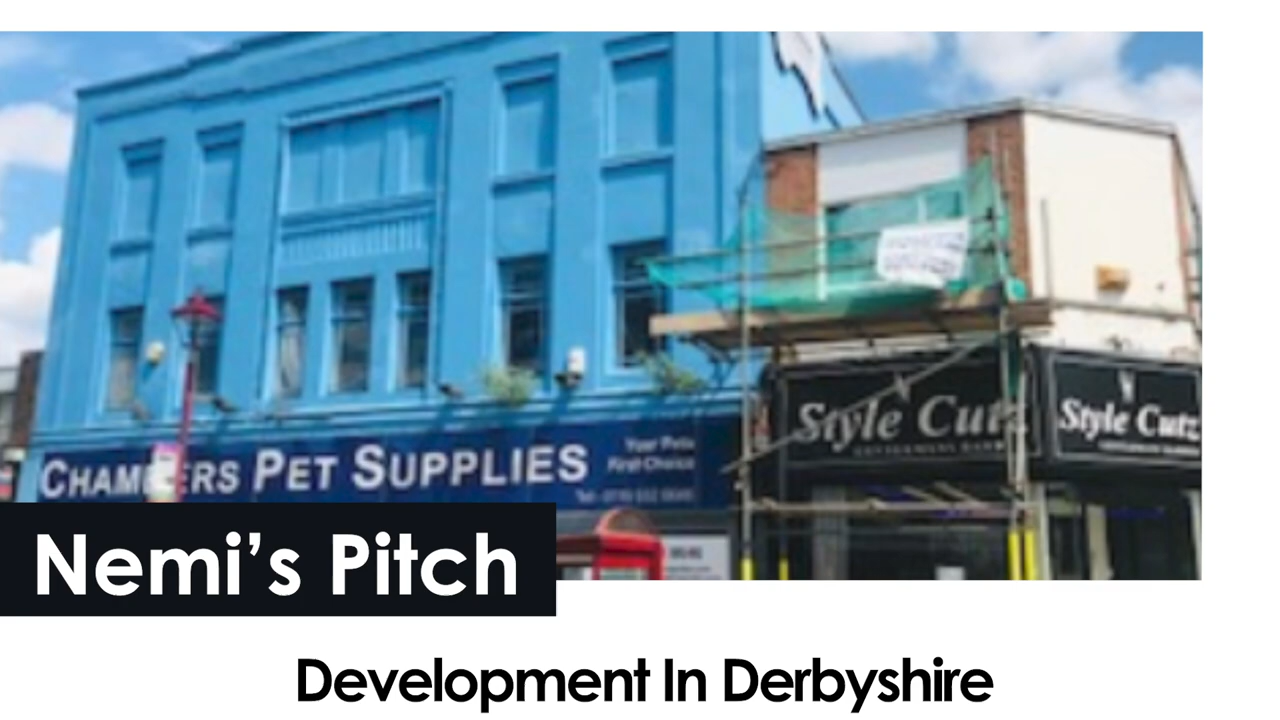 CHAMBERS PET SUPPLIES
Your Pets
First Choice
Style Cutz
Style Cutz
Nemi's Pitch
Development In Derbyshire